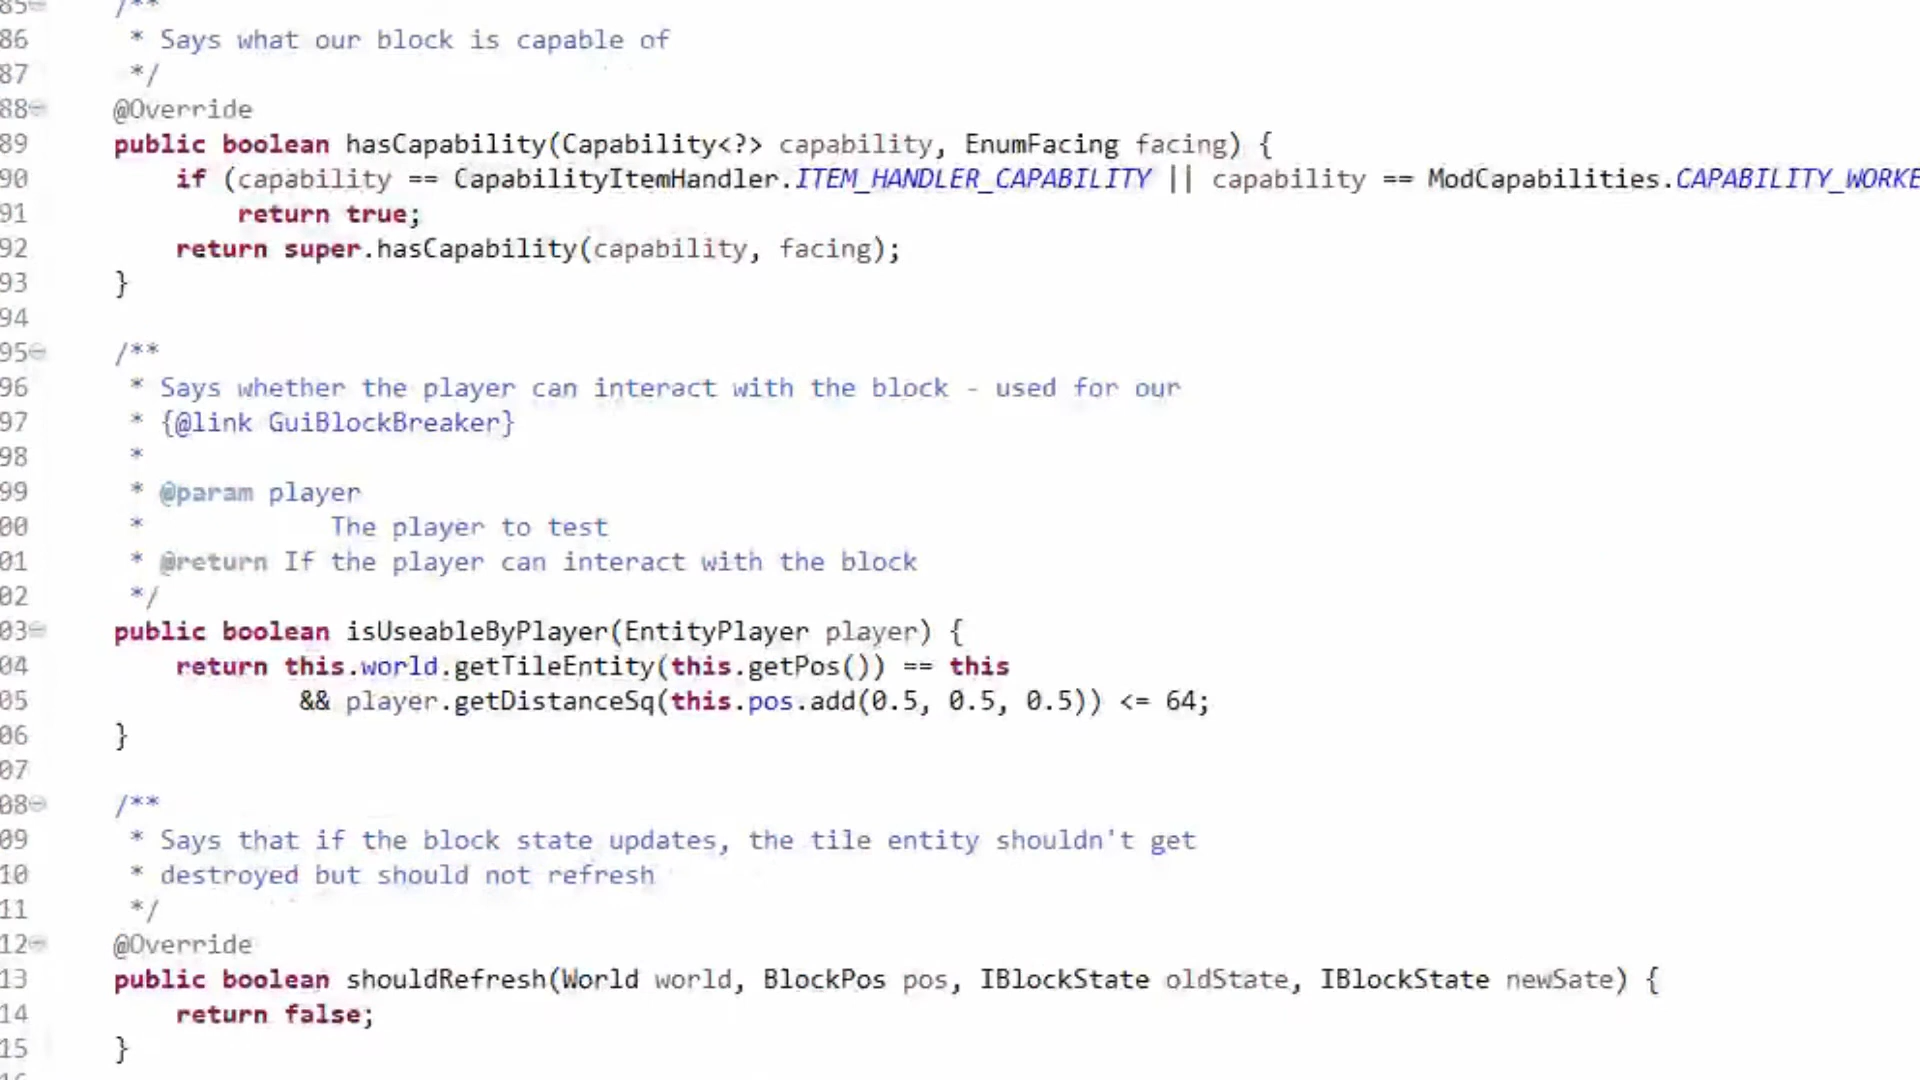 85 /**
86 * Says what our block is capable of
87 */
88 @Override
89 public boolean hasCapability(Capability<?> capability, EnumFacing facing) {
90 if (capability == CapabilityItemHandler.ITEM_HANDLER_CAPABILITY || capability == ModCapabilities.CAPABILITY_WORKE
91 return true;
92 return super.hasCapability(capability, facing);
93 }
94
95 /**
96 * Says whether the player can interact with the block - used for our
97 * {@link GuiBlockBreaker}
98 *
99 * @param player
00 * The player to test
01 * @return If the player can interact with the block
02 */
03 public boolean isUseableByPlayer(EntityPlayer player) {
04 return this.world.getTileEntity(this.getPos()) == this
05 && player.getDistanceSq(this.pos.add(0.5, 0.5, 0.5)) <= 64;
06 }
07
08 /**
09 * Says that if the block state updates, the tile entity shouldn't get
10 * destroyed but should not refresh
11 */
12 @Override
13 public boolean shouldRefresh(World world, BlockPos pos, IBlockState oldState, IBlockState newSate) {
14 return false;
15 }